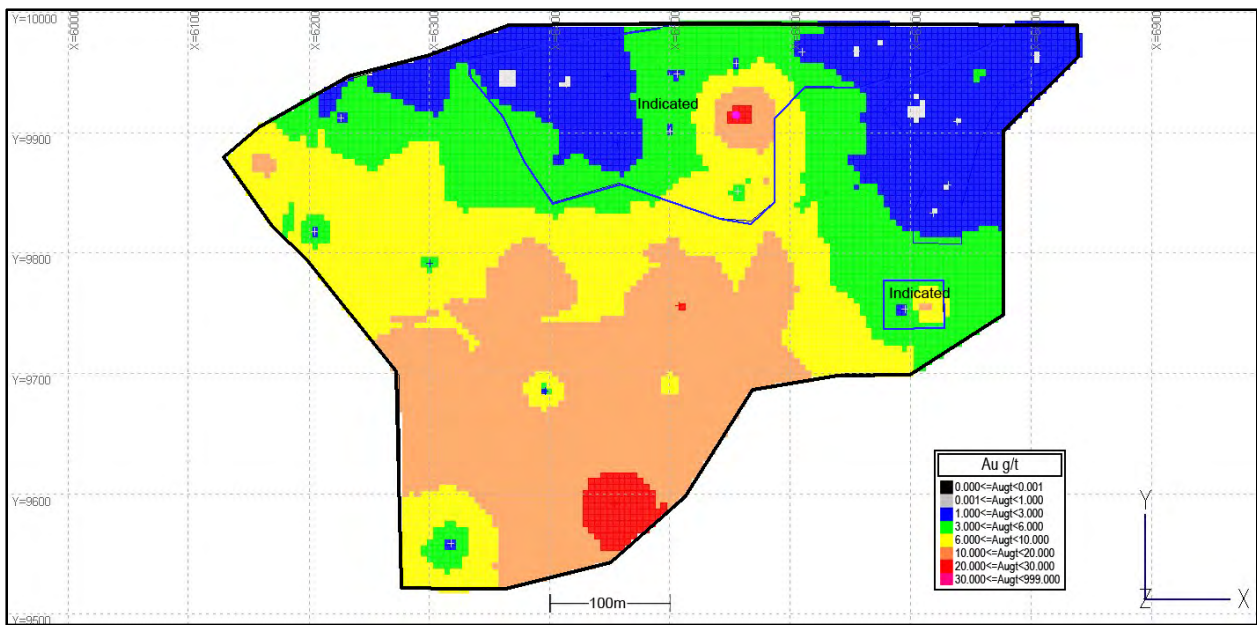 Y=10000
X=6000
X=6100
X=6200
X=6300
X=6900
Indicated
Y=9900
Y=9800
Indicated
Y=9700
Au g/t
0.000<=Augt<0.001
0.001<=Augt<1.000
1.000<=Augt<3.000
3.000<=Augt<6.000
6.000<=Augt<10.000
10.000<=Augt<20.000
20.000<=Augt<30.000
30.000<=Augt<999.000
Y=9600
Y
Z
X
100m
Y=9500